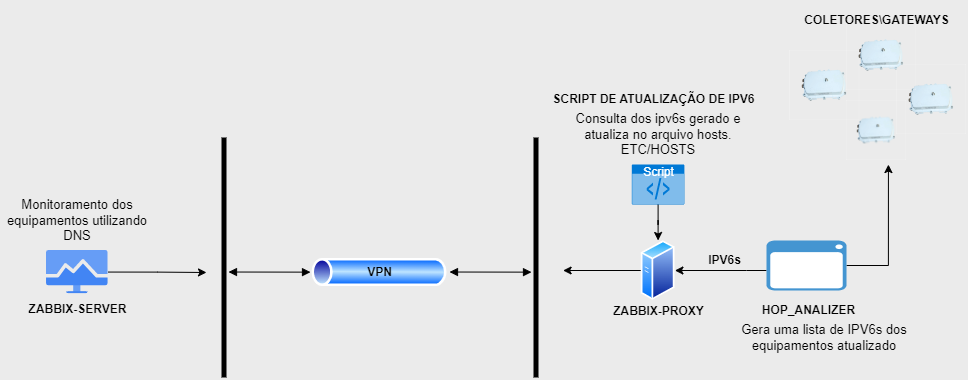 COLETORES\GATEWAYS
SCRIPT DE ATUALIZAÇÃO DE IPV6
Consulta dos ipv6s gerado e
atualiza no arquivo hosts.
ETC/HOSTS
Script
</>
Monitoramento dos
equipamentos utilizando
DNS
ZABBIX-SERVER
VPN
IPV6s
ZABBIX-PROXY
HOP_ANALIZER
Gera uma lista de IPV6s dos
equipamentos atualizado